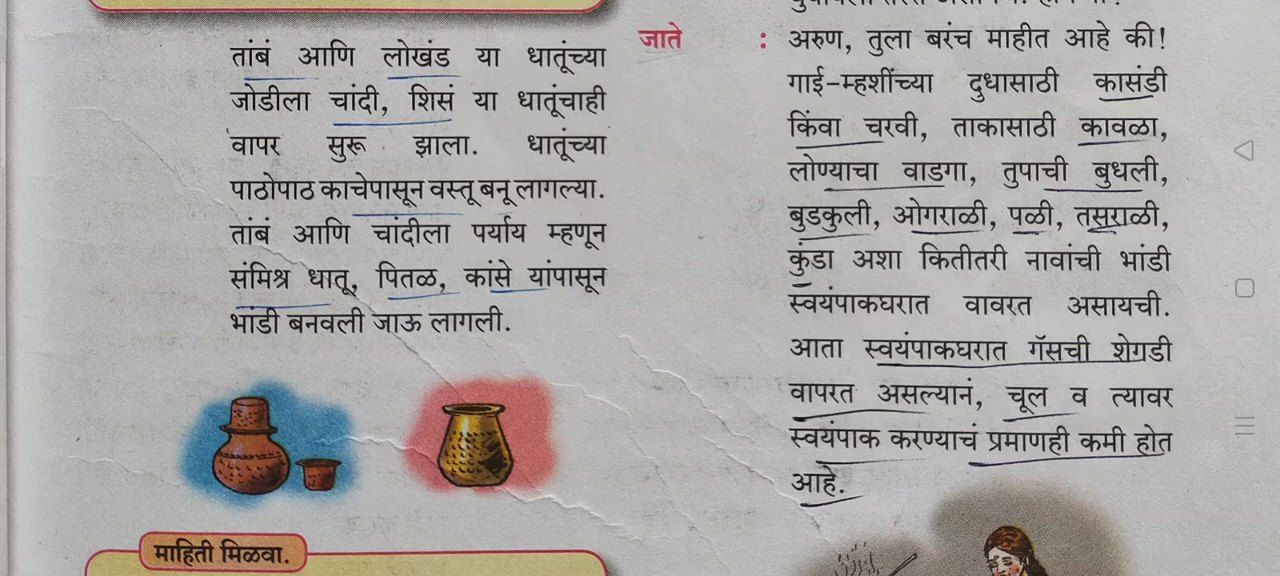 तांबं आणि लोखंड या धातूंच्या
जोडीला चांदी, शिसं या धातूंचाही
वापर सुरू झाला. धातूंच्या
पाठोपाठ काचेपासून वस्तू बनू लागल्या.
तांबं आणि चांदीला पर्याय म्हणून
संमिश्र धातू, पितळ, कांसे यांपासून
भांडी बनवली जाऊ लागली.
माहिती मिळवा.
जाते : अरुण, तुला बरंच माहीत आहे की!
गाई-म्हशींच्या दुधासाठी कासंडी
किंवा चरवी, ताकासाठी कावळा,
लोण्याचा वाडगा, तुपाची बुधली,
बुडकुली, ओगराळी, पळी, तसराळी,
कुंडा अशा कितीतरी नावांची भांडी
स्वयंपाकघरात वावरत असायची.
आता स्वयंपाकघरात गॅसची शेगडी
वापरत असल्यानं, चूल व त्यावर
स्वयंपाक करण्याचं प्रमाणही कमी होत
आहे.